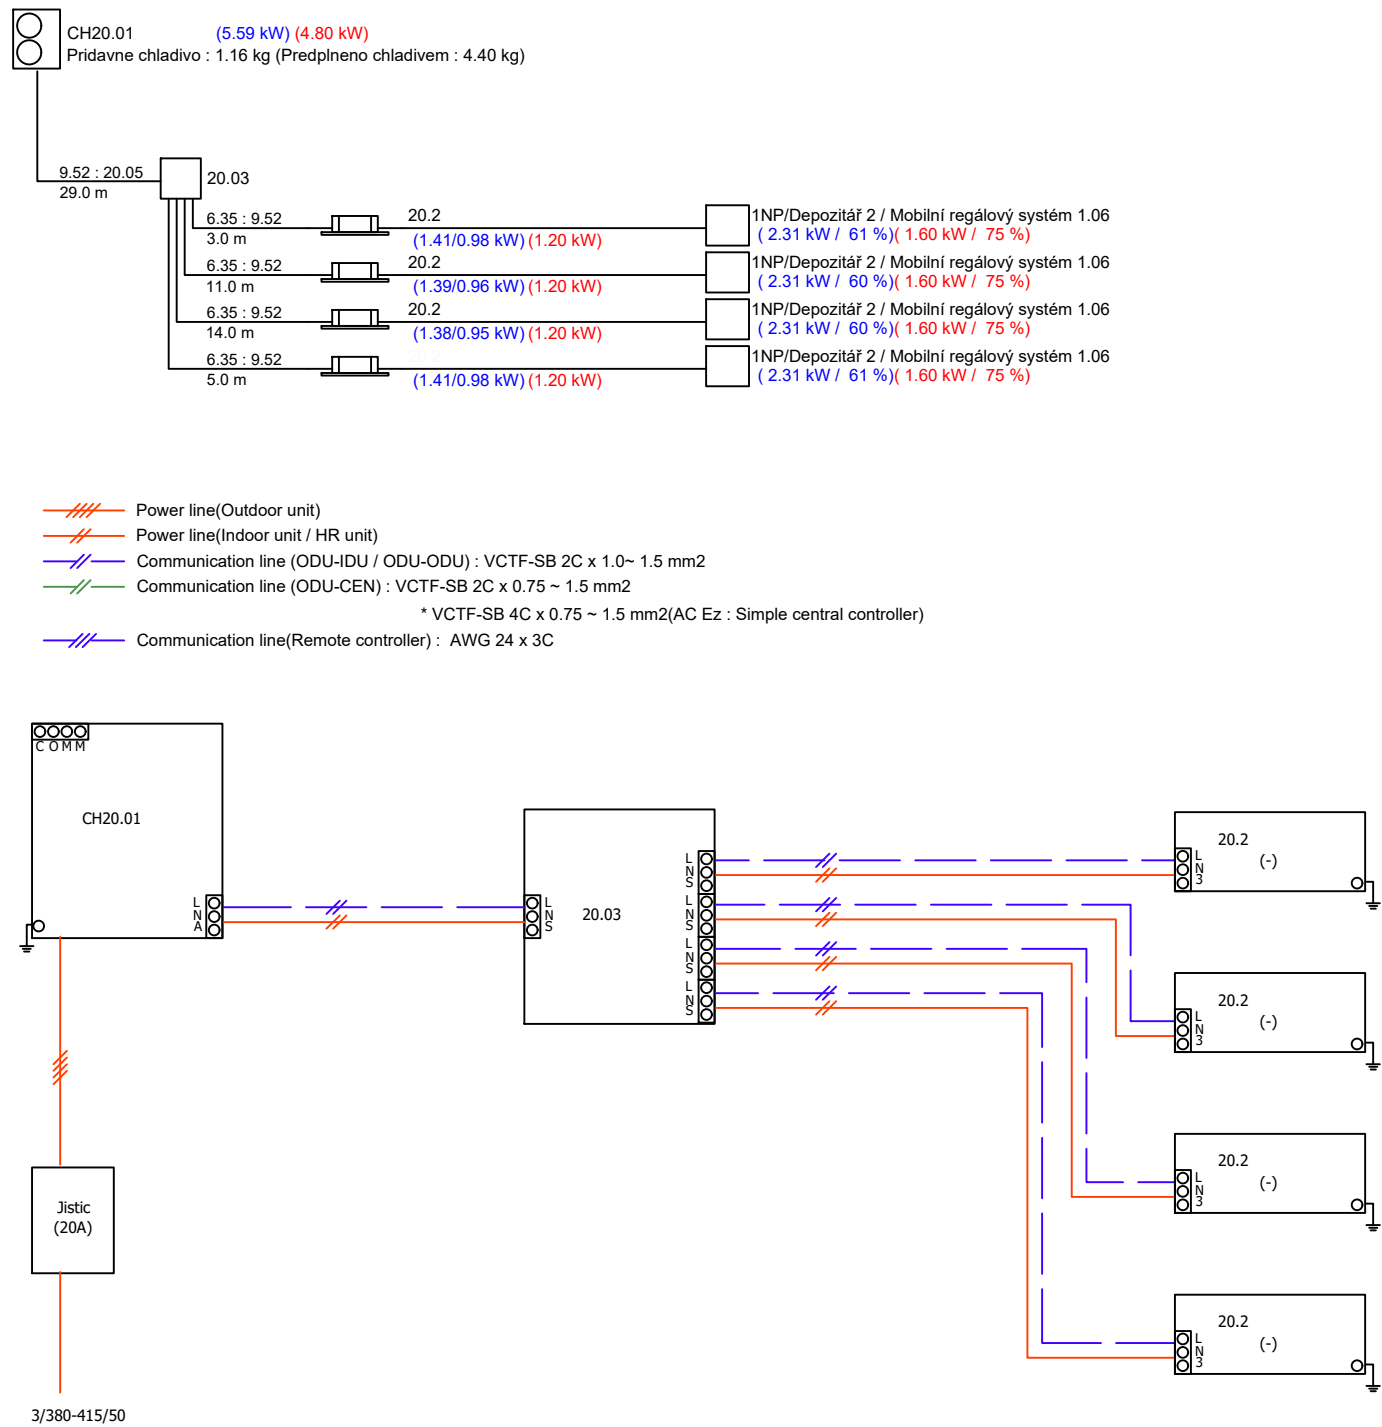 CH20.01 (5.59 kW) (4.80 kW)
Pridavne chladivo : 1.16 kg (Predplneno chladivem : 4.40 kg)
9.52 : 20.05
29.0 m
20.03
6.35 : 9.52
3.0 m
20.2
(1.41/0.98 kW) (1.20 kW)
1NP/Depozitář 2 / Mobilní regálový systém 1.06
( 2.31 kW / 61 %)( 1.60 kW / 75 %)
6.35 : 9.52
11.0 m
20.2
(1.39/0.96 kW) (1.20 kW)
1NP/Depozitář 2 / Mobilní regálový systém 1.06
( 2.31 kW / 60 %)( 1.60 kW / 75 %)
6.35 : 9.52
14.0 m
20.2
(1.38/0.95 kW) (1.20 kW)
1NP/Depozitář 2 / Mobilní regálový systém 1.06
( 2.31 kW / 60 %)( 1.60 kW / 75 %)
6.35 : 9.52
5.0 m
(1.41/0.98 kW) (1.20 kW)
1NP/Depozitář 2 / Mobilní regálový systém 1.06
( 2.31 kW / 61 %)( 1.60 kW / 75 %)
Power line(Outdoor unit)
Power line(Indoor unit / HR unit)
Communication line (ODU-IDU / ODU-ODU) : VCTF-SB 2C x 1.0~ 1.5 mm2
Communication line (ODU-CEN) : VCTF-SB 2C x 0.75 ~ 1.5 mm2
* VCTF-SB 4C x 0.75 ~ 1.5 mm2(AC Ez : Simple central controller)
Communication line(Remote controller) : AWG 24 x 3C
C O M M
CH20.01
L
N
A
L
N
S
20.03
L
N
S
L
N
S
L
N
S
L
N
S
20.2
(-)
L
N
3
20.2
(-)
L
N
3
20.2
(-)
L
N
3
20.2
(-)
L
N
3
Jistic
(20A)
3/380-415/50